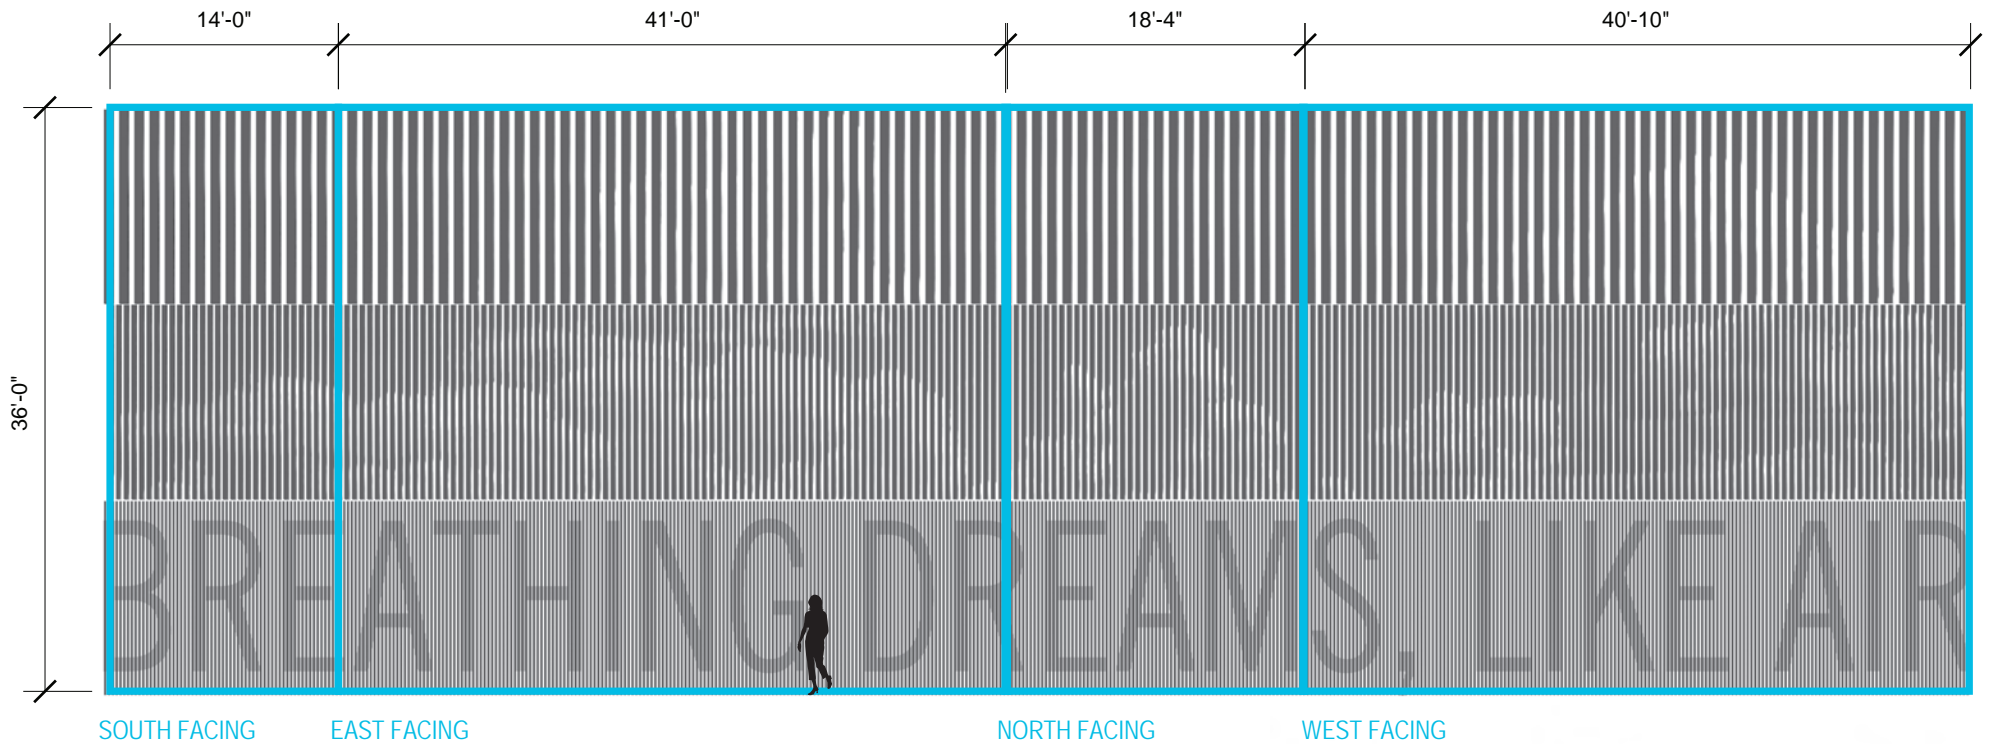 14'-0" 41'-0" 18'-4" 40'-10"
36'-0"
BREATHING DREAMS, LIKE AIR
SOUTH FACING EAST FACING NORTH FACING WEST FACING